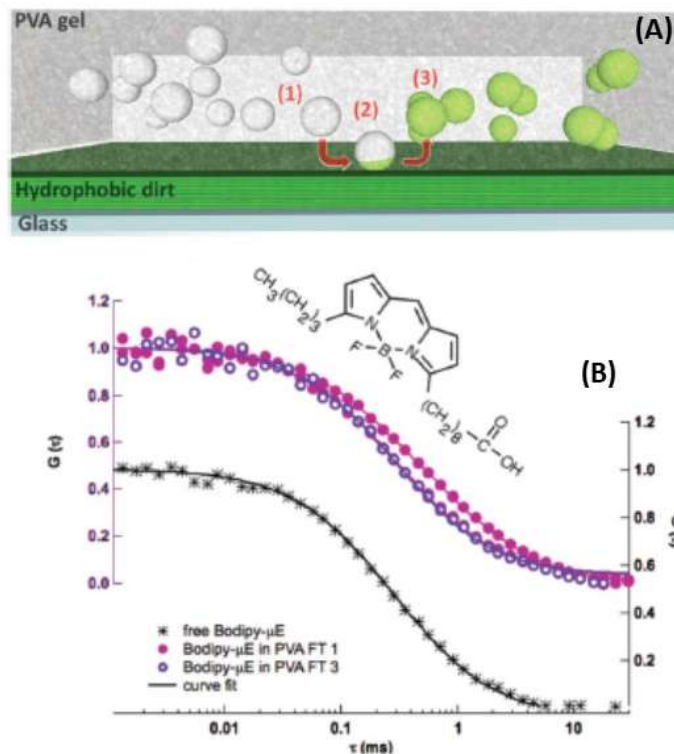 PVA gel
(A)
(1)
(2)
(3)
Hydrophobic dirt
Glass
1.2
1.0
0.8
0.6
0.4
0.2
0.0
G (τ)
CH3(CH2)3
N
N
B
F
F
(CH2)8
C
O
OH
(B)
1.2
1.0
0.8
0.6
0.4
0.2
0.0
free Bodipy-μE
Bodipy-μE in PVA FT 1
Bodipy-μE in PVA FT 3
curve fit
0.01
0.1
1
10
τ (ms)